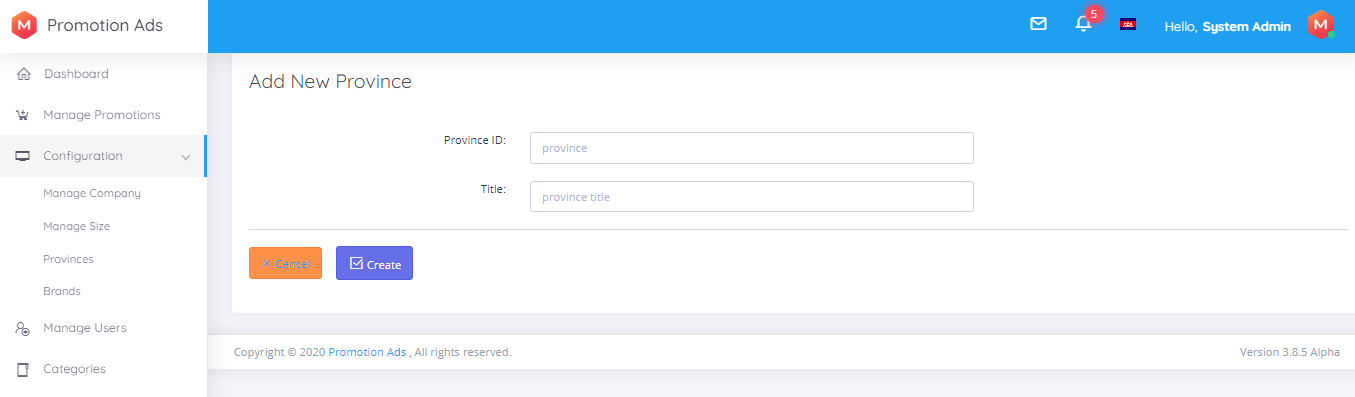 Promotion Ads
5
Hello, System Admin
Dashboard
Manage Promotions
Configuration
Manage Company
Manage Size
Provinces
Brands
Manage Users
Categories
Add New Province
Province ID:
province
Title:
province title
× Cancel
Create
Copyright © 2020 Promotion Ads , All rights reserved.
Version 3.8.5 Alpha